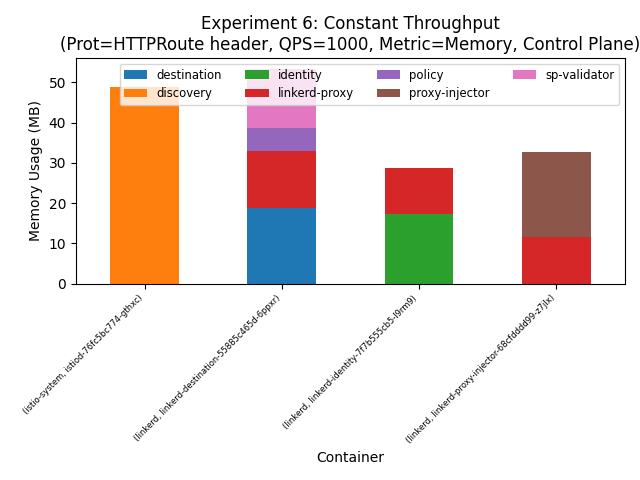 Experiment 6: Constant Throughput
(Prot=HTTPRoute header, QPS=1000, Metric=Memory, Control Plane)
destination
discovery
identity
linkerd-proxy
policy
proxy-injector
sp-validator
Memory Usage (MB)
50
40
30
20
10
0
(istio-system, istiod-76fc5bc774-gthxc)
(linkerd, linkerd-destination-55885c465d-6ppxr)
(linkerd, linkerd-identity-7f7b555cb5-l9rm9)
(linkerd, linkerd-proxy-injector-68cfdddd99-z7jlx)
Container